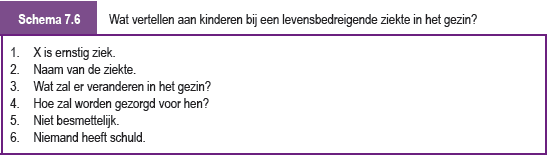 Schema 7.6 Wat vertellen aan kinderen bij een levensbedreigende ziekte in het gezin?
1. X is ernstig ziek.
2. Naam van de ziekte.
3. Wat zal er veranderen in het gezin?
4. Hoe zal worden gezorgd voor hen?
5. Niet besmettelijk.
6. Niemand heeft schuld.